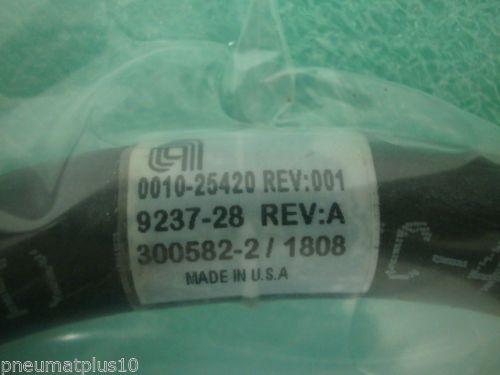 0010-25420 REV:001
9237-28 REV:A
300582-2 / 1808
MADE IN U.S.A
pneumatplus10